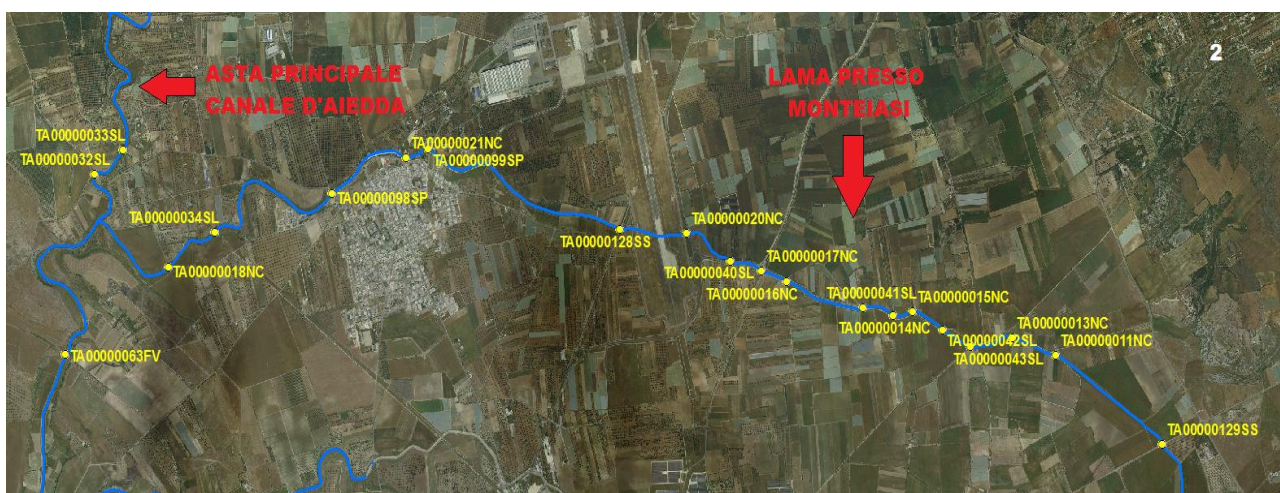 2
ASTA PRINCIPALE
CANALE D'AIEDDA
LAMA PRESSO
MONTEIASI
TA00000033SL
TA00000032SL
TA00000021NC
TA00000099SP
TA00000098SP
TA00000034SL
TA00000018NC
TA00000063FV
TA00000128SS
TA00000020NC
TA00000040SL
TA00000017NC
TA00000016NC
TA00000041SL
TA00000014NC
TA00000015NC
TA00000042SL
TA00000043SL
TA00000013NC
TA00000011NC
TA00000129SS